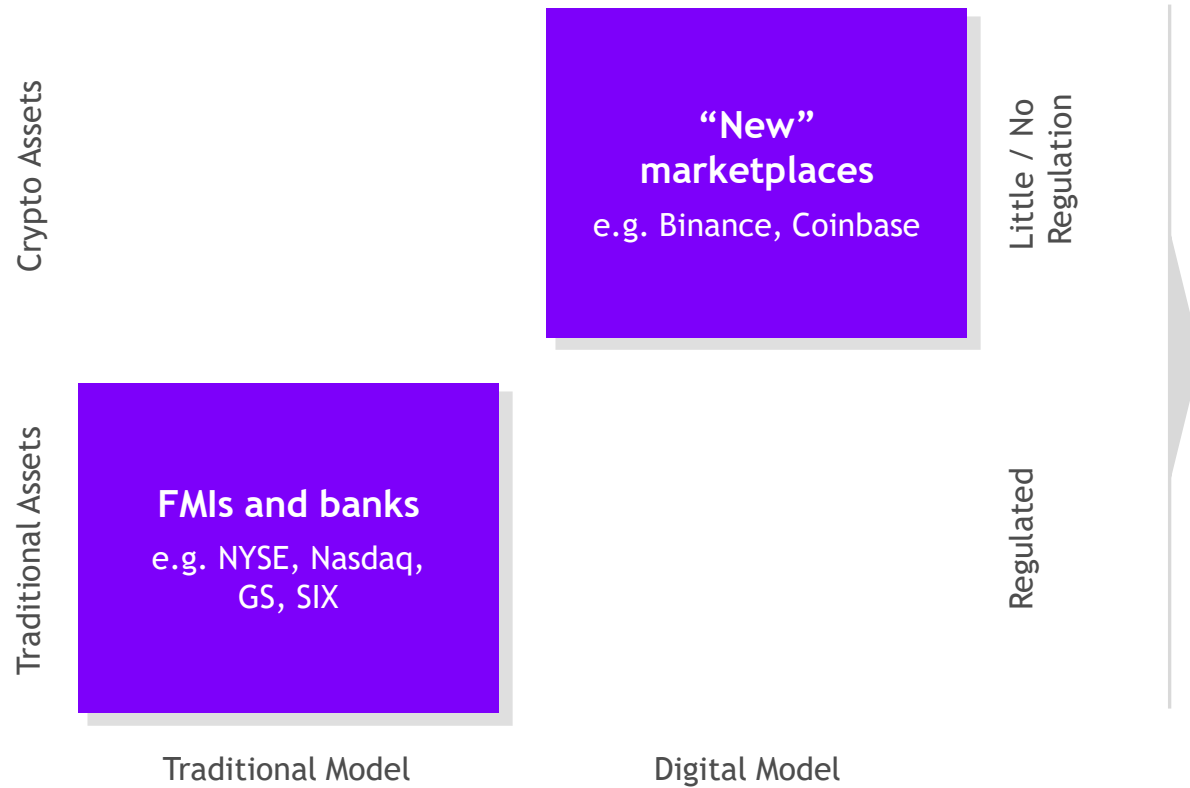 Crypto Assets
“New”
marketplaces
e.g. Binance, Coinbase
Little / No
Regulation
Traditional Assets
FMIs and banks
e.g. NYSE, Nasdaq,
GS, SIX
Regulated
Traditional Model
Digital Model